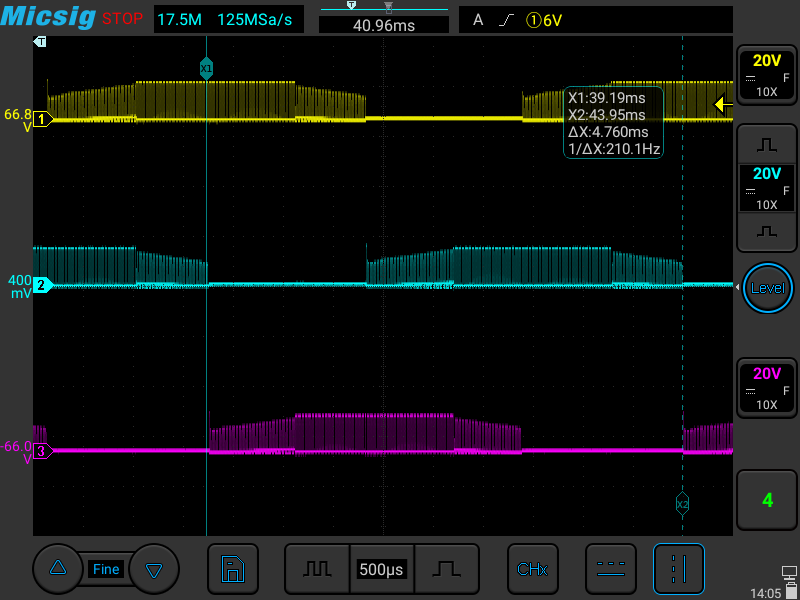 Micsig STOP 17.5M 125MSa/s 40.96ms A ①6V
T
X1
20V
F
10X
X1:39.19ms
X2:43.95ms
ΔX:4.760ms
1/ΔX:210.1Hz
66.8
V
1
20V
F
10X
400
mV
2
Level
20V
F
10X
-66.0
V
3
X2
4
Fine
500µs
CHx
14:05